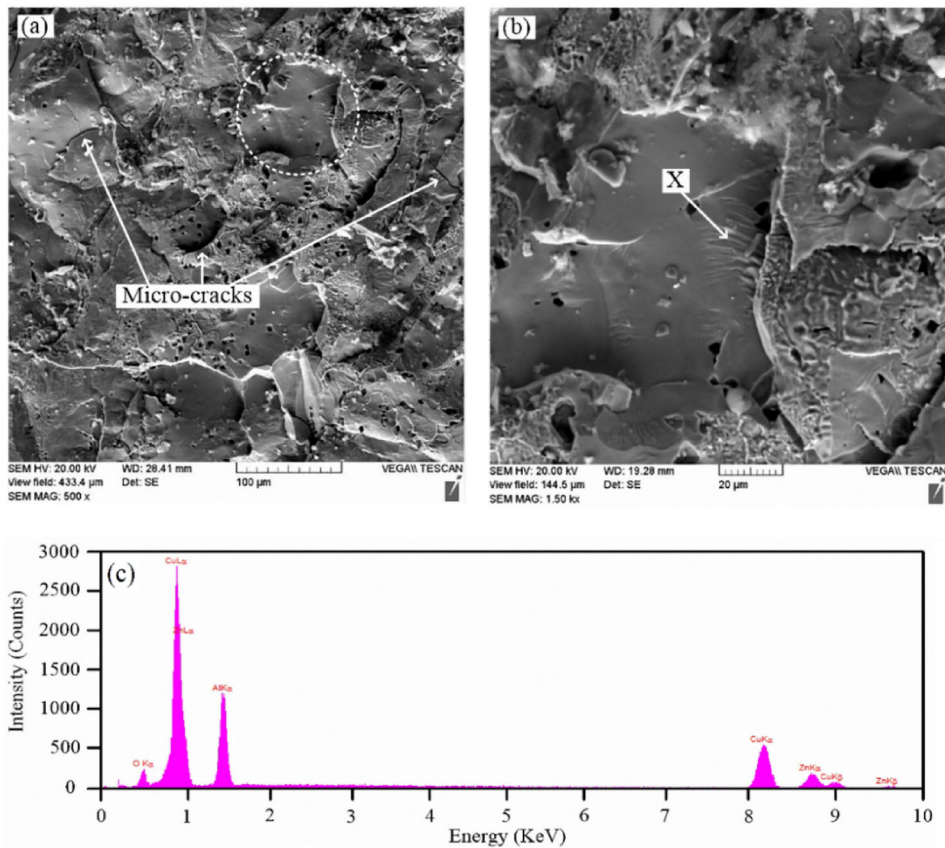 (a)
Micro-cracks
SEM HV: 20.00 kV WD: 28.41 mm VEGA\\ TESCAN
View field: 433.4 µm Det: SE 100 µm
SEM MAG: 500 x
(b)
X
SEM HV: 20.00 kV WD: 19.28 mm VEGA\\ TESCAN
View field: 144.5 µm Det: SE 20 µm
SEM MAG: 1.50 kx
(c)
Intensity (Counts)
3000
2500
2000
1500
1000
500
0
CuLα
ZnLα
AlKα
O Kα
CuKα
ZnKα
CuKβ
ZnKβ
0 1 2 3 4 5 6 7 8 9 10
Energy (KeV)